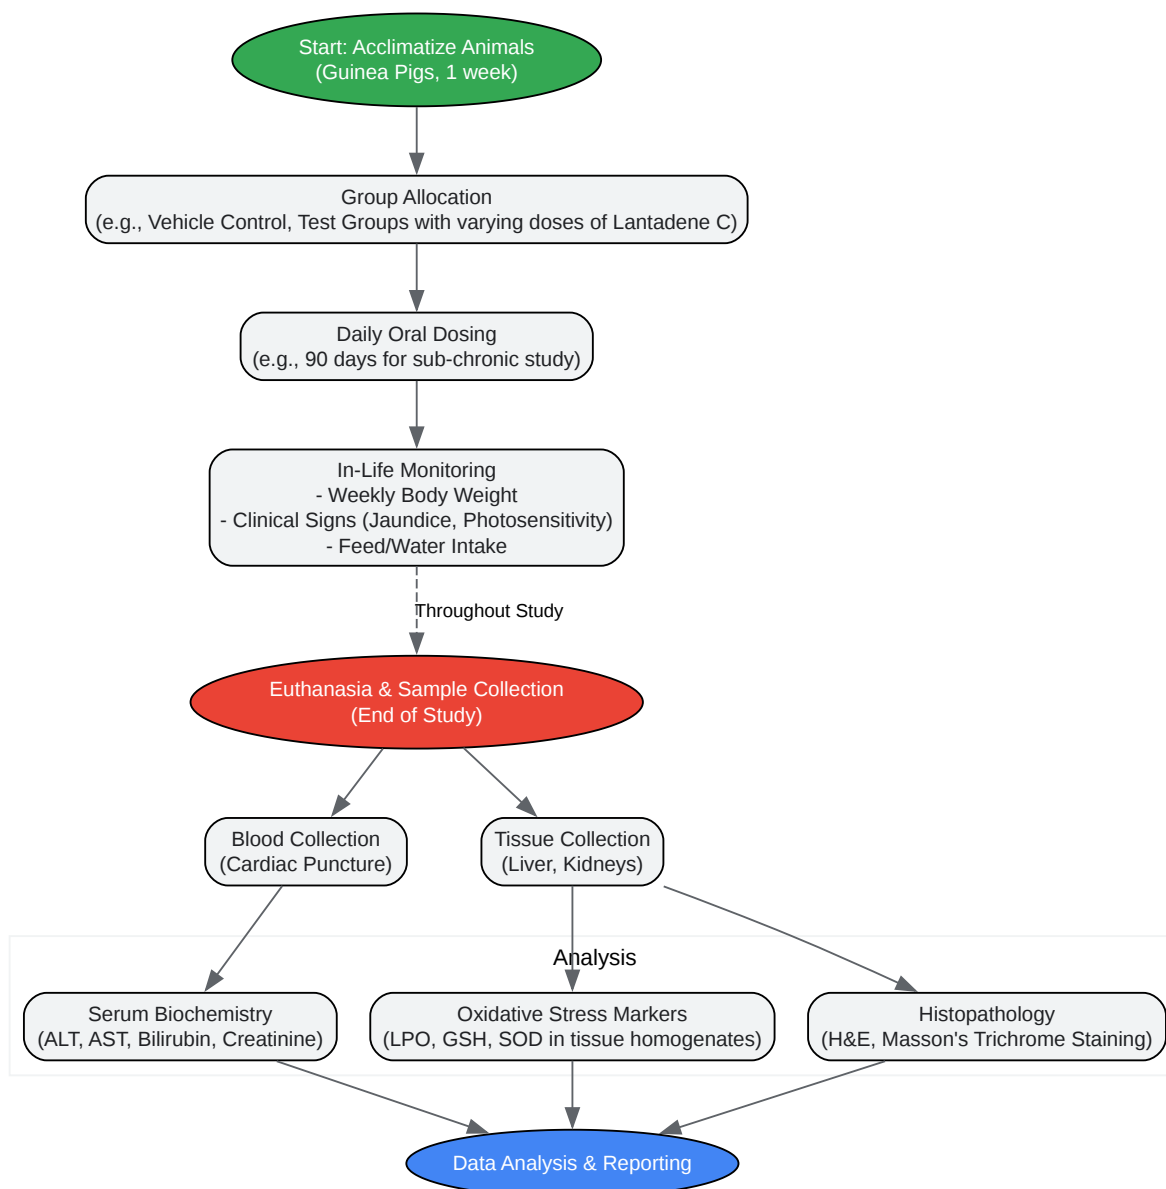 Start: Acclimatize Animals
(Guinea Pigs, 1 week)
Group Allocation
(e.g., Vehicle Control, Test Groups with varying doses of Lantadene C)
Daily Oral Dosing
(e.g., 90 days for sub-chronic study)
In-Life Monitoring
- Weekly Body Weight
- Clinical Signs (Jaundice, Photosensitivity)
- Feed/Water Intake
Throughout Study
Euthanasia & Sample Collection
(End of Study)
Blood Collection
(Cardiac Puncture)
Tissue Collection
(Liver, Kidneys)
Analysis
Serum Biochemistry
(ALT, AST, Bilirubin, Creatinine)
Oxidative Stress Markers
(LPO, GSH, SOD in tissue homogenates)
Histopathology
(H&E, Masson's Trichrome Staining)
Data Analysis & Reporting